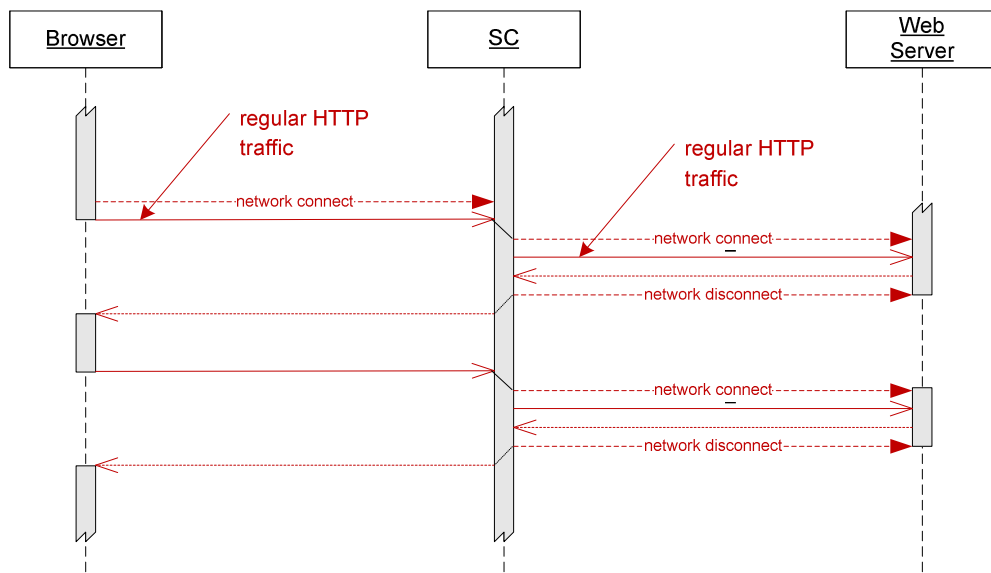 Browser
SC
Web
Server
regular HTTP
traffic
regular HTTP
traffic
network connect
network connect
network disconnect
network connect
network disconnect